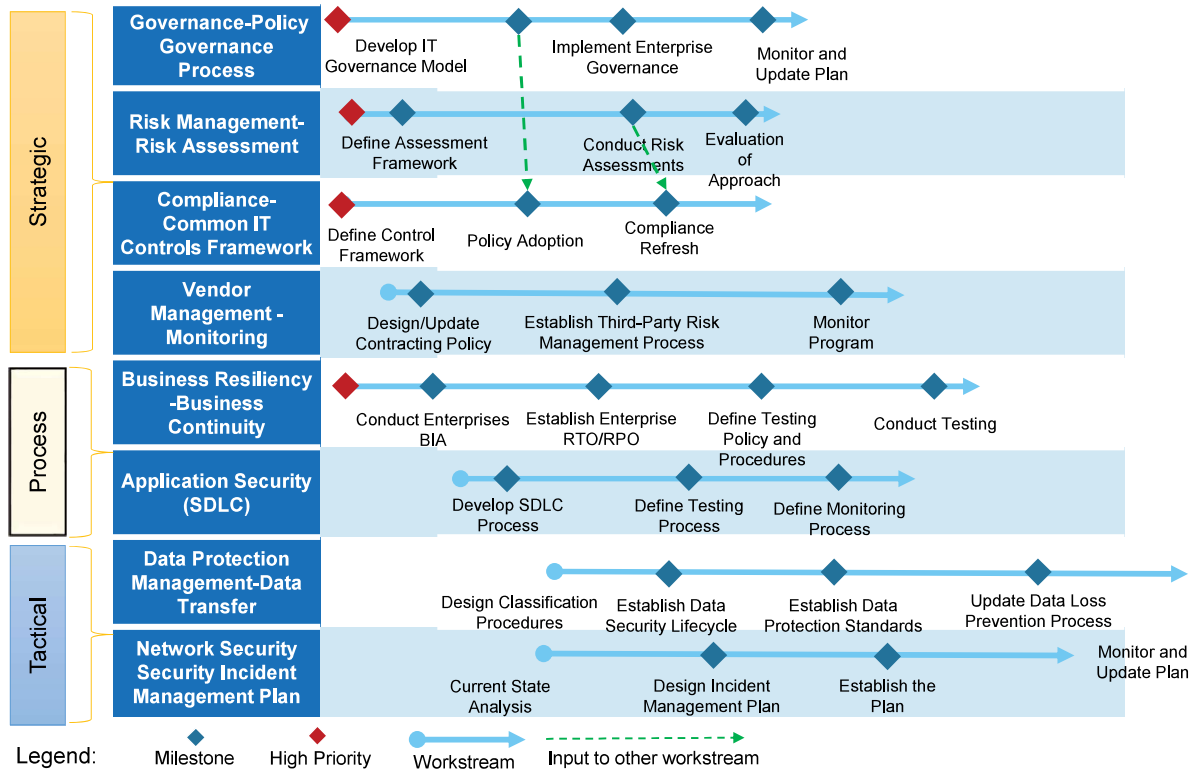 Strategic
Governance-Policy
Governance
Process
Develop IT
Governance Model
Implement Enterprise
Governance
Monitor and
Update Plan
Risk Management-
Risk Assessment
Define Assessment
Framework
Conduct Risk
Assessments
Evaluation
of
Approach
Compliance-
Common IT
Controls Framework
Define Control
Framework
Policy Adoption
Compliance
Refresh
Vendor
Management -
Monitoring
Design/Update
Contracting Policy
Establish Third-Party Risk
Management Process
Monitor
Program
Process
Business Resiliency
-Business
Continuity
Conduct Enterprises
BIA
Establish Enterprise
RTO/RPO
Define Testing
Policy and
Procedures
Conduct Testing
Application Security
(SDLC)
Develop SDLC
Process
Define Testing
Process
Define Monitoring
Process
Tactical
Data Protection
Management-Data
Transfer
Design Classification
Procedures
Establish Data
Security Lifecycle
Establish Data
Protection Standards
Update Data Loss
Prevention Process
Network Security
Security Incident
Management Plan
Current State
Analysis
Design Incident
Management Plan
Establish the
Plan
Monitor and
Update Plan
Legend:
Milestone
High Priority
Workstream
Input to other workstream